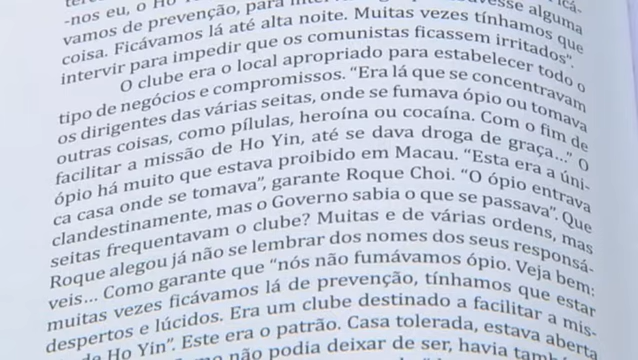 -nos eu, o Ho
vamos de prevenção, para alguma
coisa. Ficávamos lá até alta noite. Muitas vezes tínhamos que
intervir para impedir que os comunistas ficassem irritados”.
O clube era o local apropriado para estabelecer todo o
tipo de negócios e compromissos. “Era lá que se concentravam
os dirigentes das várias seitas, onde se fumava ópio ou tomava
outras coisas, como pílulas, heroína ou cocaína. Com o fim de
facilitar a missão de Ho Yin, até se dava droga de graça...” O
ópio há muito que estava proibido em Macau. “Esta era a úni-
ca casa onde se tomava”, garante Roque Choi. “O ópio entrava
clandestinamente, mas o Governo sabia o que se passava”. Que
seitas frequentavam o clube? Muitas e de várias ordens, mas
Roque alegou já não se lembrar dos nomes dos seus responsá-
veis... Como garante que “nós não fumávamos ópio. Veja bem:
muitas vezes ficávamos lá de prevenção, tínhamos que estar
despertos e lúcidos. Era um clube destinado a facilitar a mis-
de Ho Yin”. Este era o patrão. Casa tolerada, estava aberta
não podia deixar de ser, havia